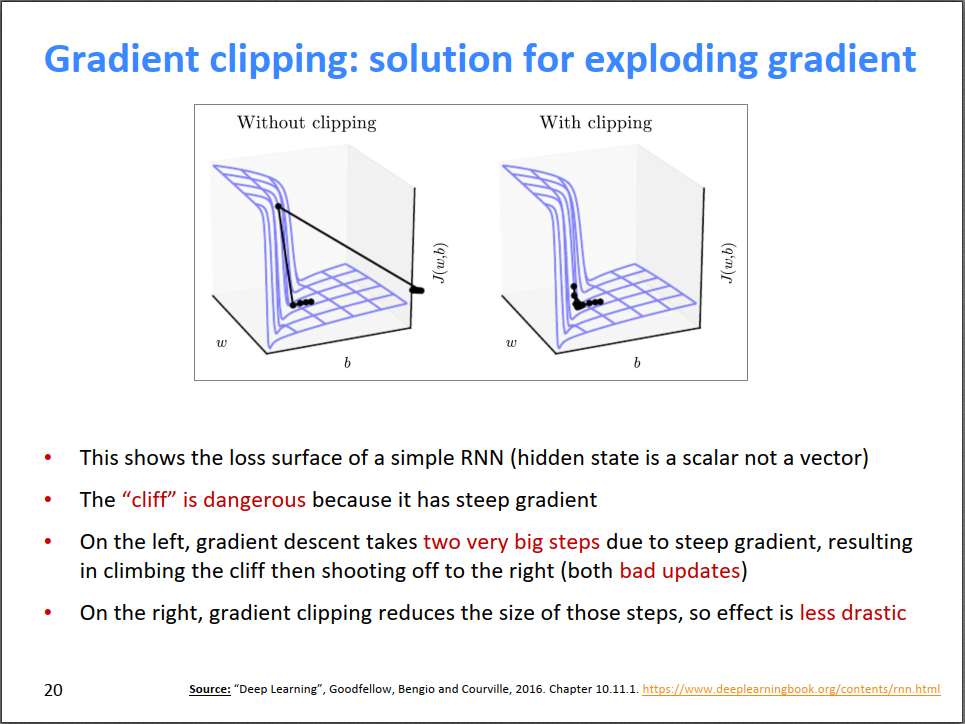 Gradient clipping: solution for exploding gradient
Without clipping
With clipping
J(w,b)
J(w,b)
w
b
w
b
• This shows the loss surface of a simple RNN (hidden state is a scalar not a vector)
• The “cliff” is dangerous because it has steep gradient
• On the left, gradient descent takes two very big steps due to steep gradient, resulting
in climbing the cliff then shooting off to the right (both bad updates)
• On the right, gradient clipping reduces the size of those steps, so effect is less drastic
20
Source: “Deep Learning”, Goodfellow, Bengio and Courville, 2016. Chapter 10.11.1. https://www.deeplearningbook.org/contents/rnn.html